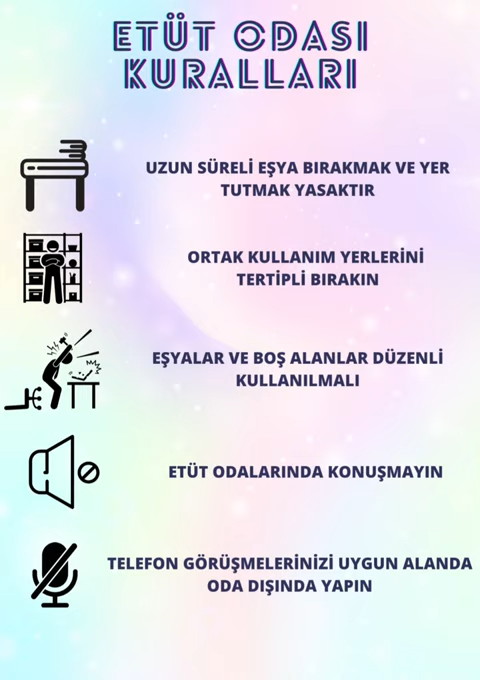 ETÜT ODASI
KURALLARI
UZUN SÜRELİ EŞYA BIRAKMAK VE YER
TUTMAK YASAKTIR
ORTAK KULLANIM YERLERİNİ
TERTİPLİ BIRAKIN
EŞYALAR VE BOŞ ALANLAR DÜZENLİ
KULLANILMALI
ETÜT ODALARINDA KONUŞMAYIN
TELEFON GÖRÜŞMELERİNİZİ UYGUN ALANDA
ODA DIŞINDA YAPIN